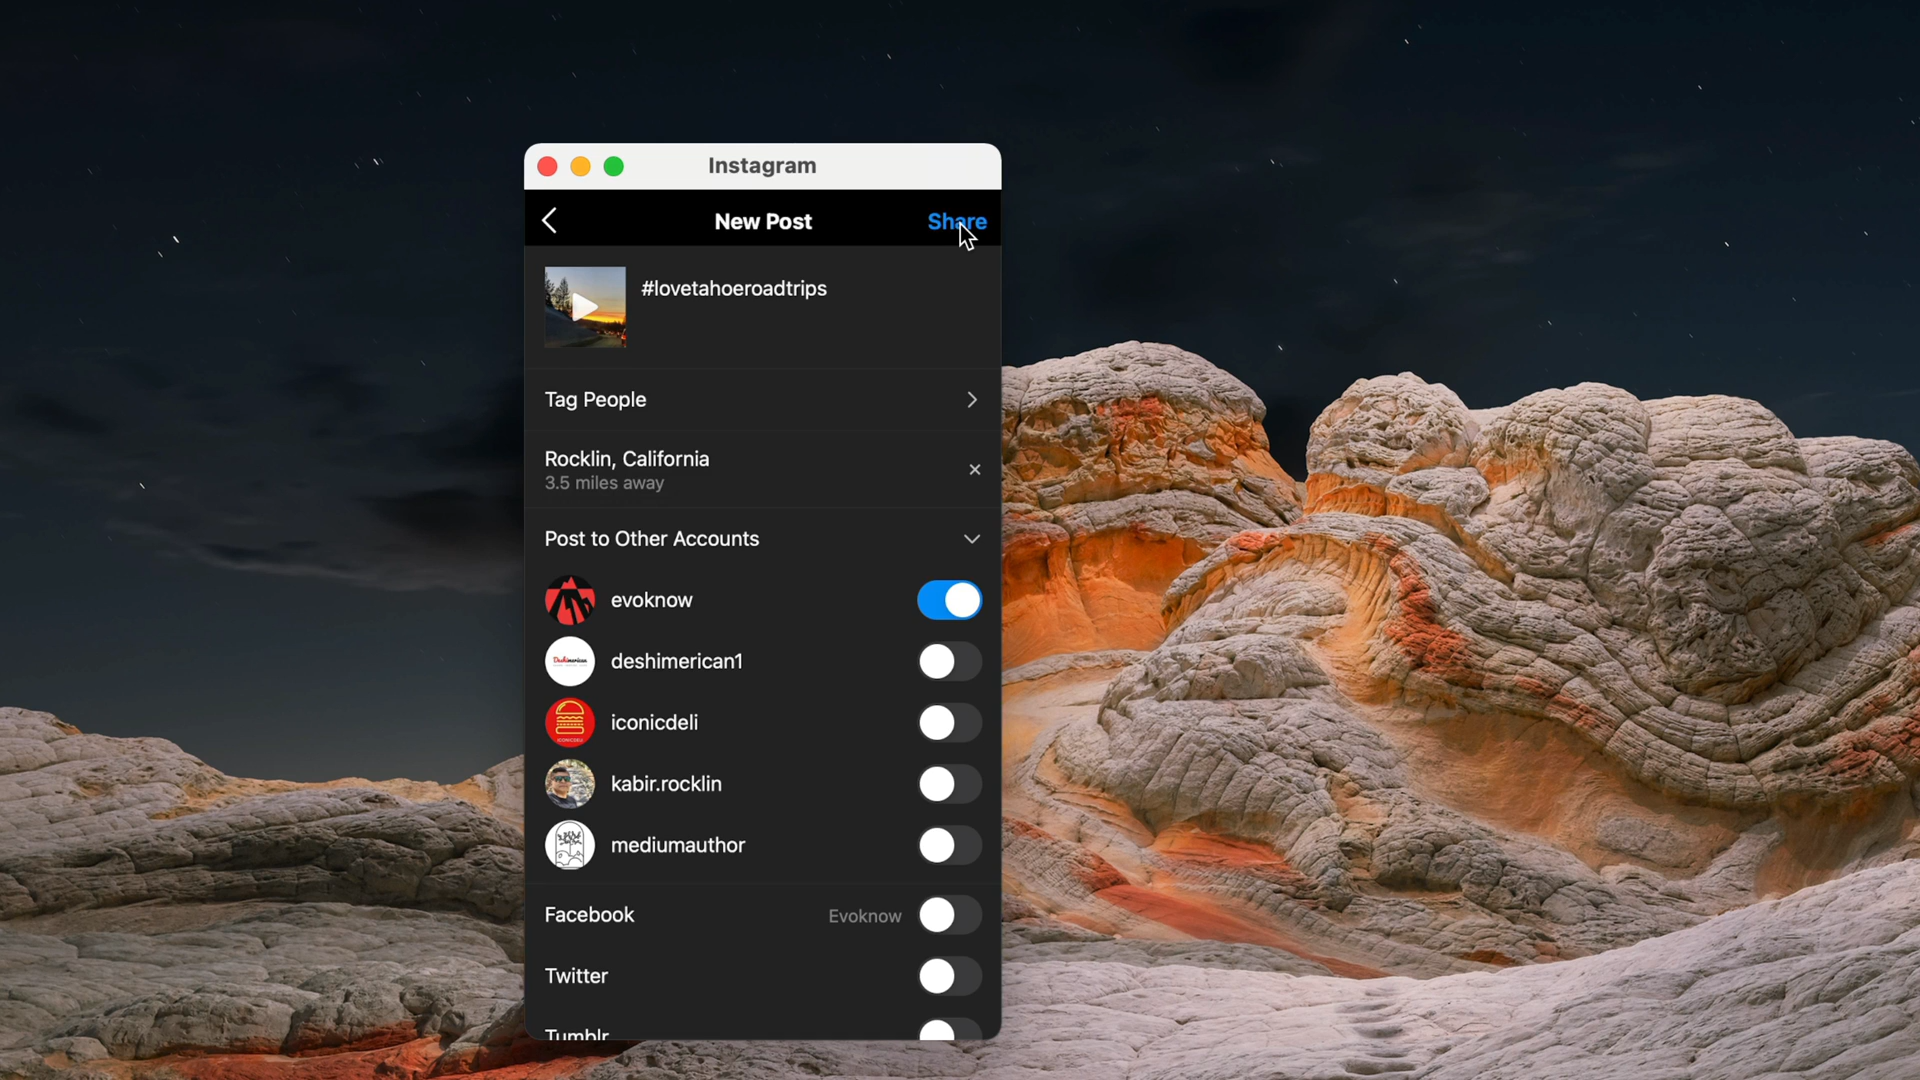 Instagram
New Post
Share
#lovetahoeroadtrips
Tag People
Rocklin, California
3.5 miles away
Post to Other Accounts
evoknow
deshimerican1
iconicdeli
kabir.rocklin
mediumauthor
Facebook
Evoknow
Twitter
Tumblr